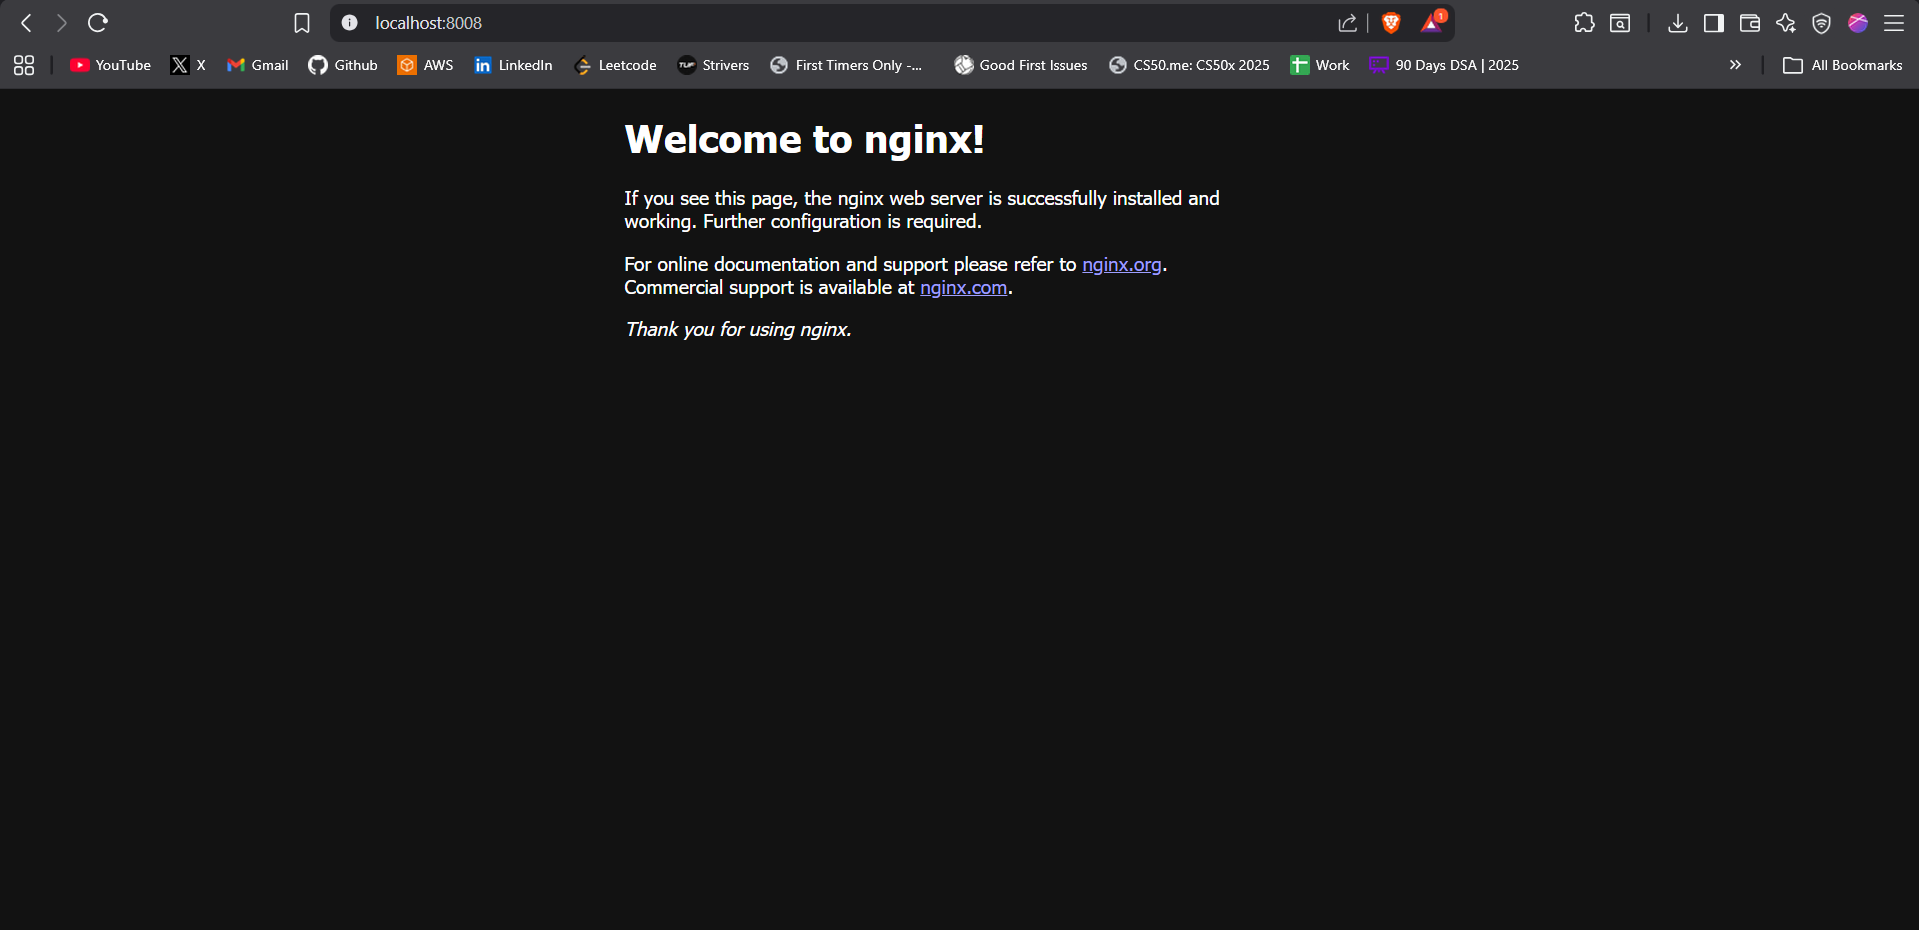 localhost:8008
1
YouTube X Gmail Github AWS LinkedIn Leetcode TUF Strivers First Timers Only -... Good First Issues CS50.me: CS50x 2025 Work 90 Days DSA | 2025 » All Bookmarks
Welcome to nginx!
If you see this page, the nginx web server is successfully installed and
working. Further configuration is required.
For online documentation and support please refer to nginx.org.
Commercial support is available at nginx.com.
Thank you for using nginx.